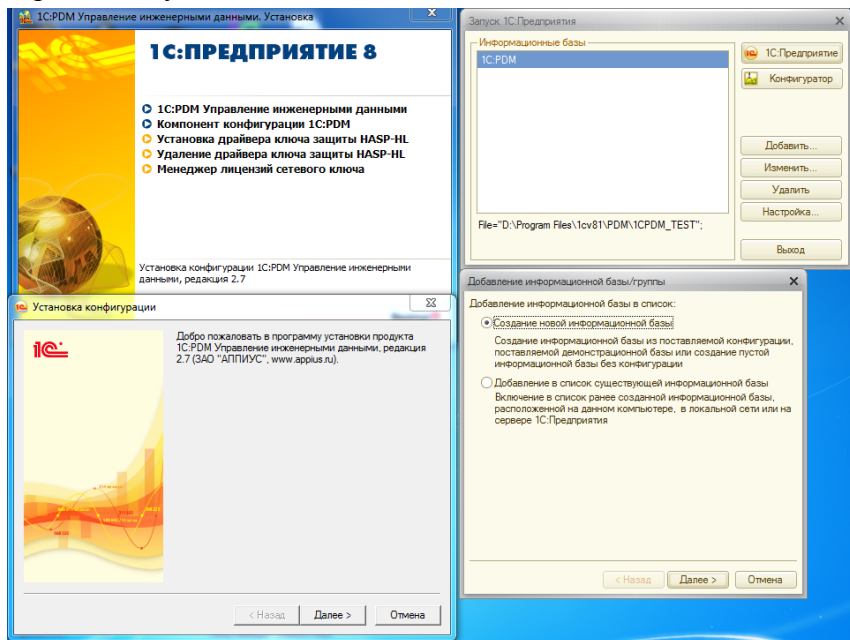 1С:PDM Управление инженерными данными. Установка
1С:ПРЕДПРИЯТИЕ 8
1С:PDM Управление инженерными данными
Компонент конфигурации 1С:PDM
Установка драйвера ключа защиты HASP-HL
Удаление драйвера ключа защиты HASP-HL
Менеджер лицензий сетевого ключа
Установка конфигурации 1С:PDM Управление инженерными
данными, редакция 2.7
Запуск 1С:Предприятия
Информационные базы
1C:PDM
1С:Предприятие
Конфигуратор
Добавить...
Изменить...
Удалить
Настройка...
File="D:\Program Files\1cv81\PDM\1CPDM_TEST";
Выход
Установка конфигурации
Добро пожаловать в программу установки продукта
1С:PDM Управление инженерными данными, редакция
2.7 (ЗАО "АППИУС", www.appius.ru).
< Назад
Далее >
Отмена
Добавление информационной базы/группы
Добавление информационной базы в список:
Создание новой информационной базы
Создание информационной базы из поставляемой конфигурации,
поставляемой демонстрационной базы или создание пустой
информационной базы без конфигурации
Добавление в список существующей информационной базы
Включение в список ранее созданной информационной базы,
расположенной на данном компьютере, в локальной сети или на
сервере 1С:Предприятия
< Назад
Далее >
Отмена